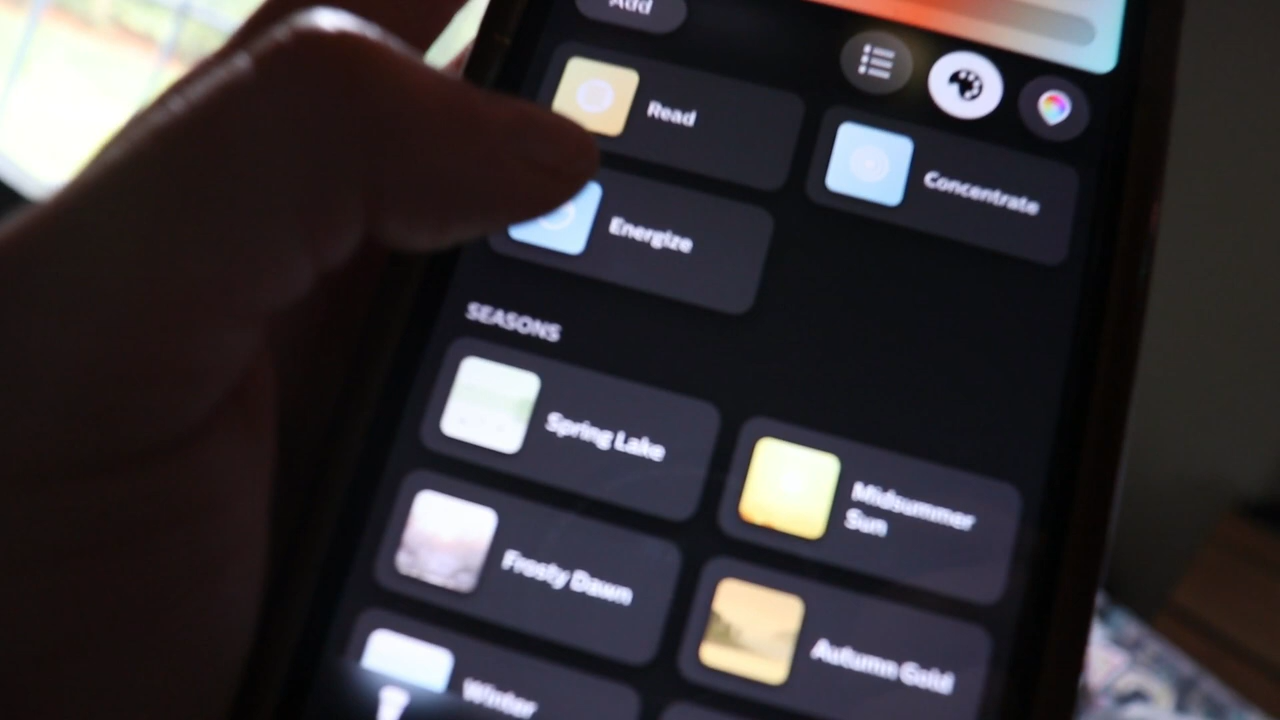 Add
Read
Concentrate
Energize
SEASONS
Spring Lake
Midsummer
Sun
Frosty Dawn
Autumn Gold
Winter